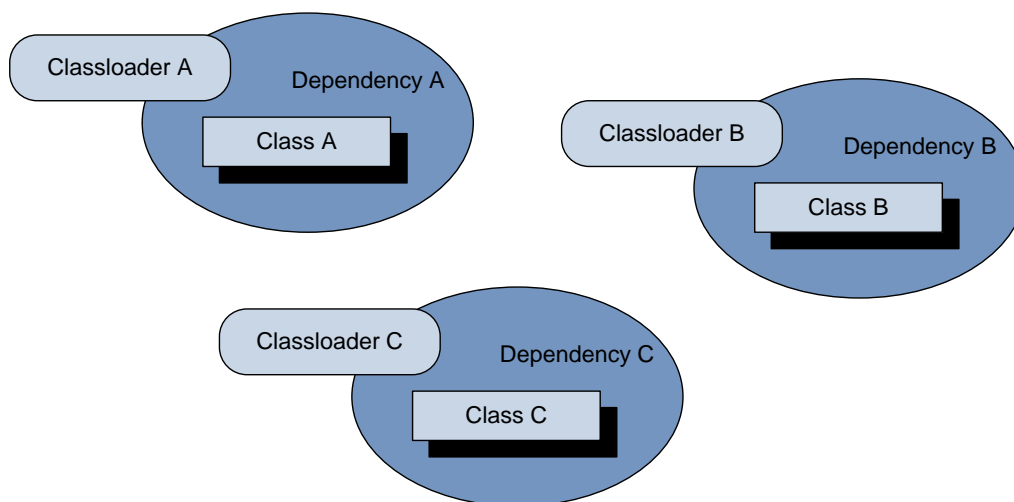 Classloader A
Dependency A
Class A
Classloader B
Dependency B
Class B
Classloader C
Dependency C
Class C